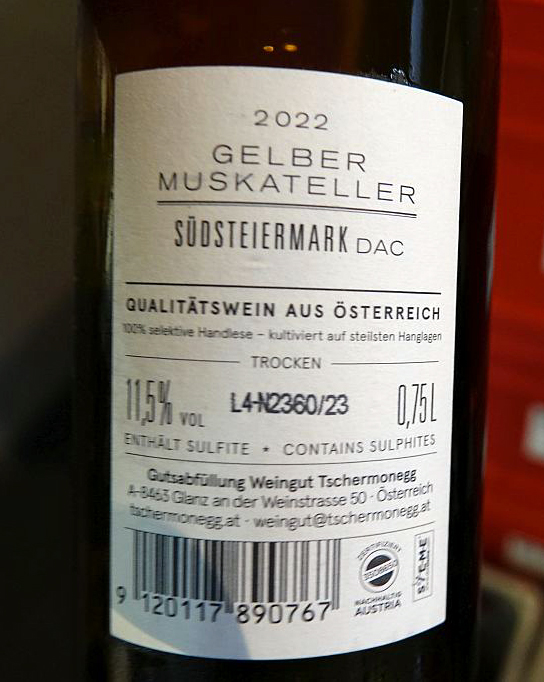 2022
GELBER
MUSKATELLER
SÜDSTEIERMARK DAC
QUALITÄTSWEIN AUS ÖSTERREICH
100% selektive Handlese – kultiviert auf steilsten Hanglagen
TROCKEN
11,5% VOL L4-N2360/23 0,75 L
ENTHÄLT SULFITE * CONTAINS SULPHITES
Gutsabfüllung Weingut Tschermonegg
A-8463 Glanz an der Weinstrasse 50 · Österreich
tschermonegg.at · weingut@tschermonegg.at
ZERTIFIZIERT
NACHHALTIG
AUSTRIA
9 120117 890767